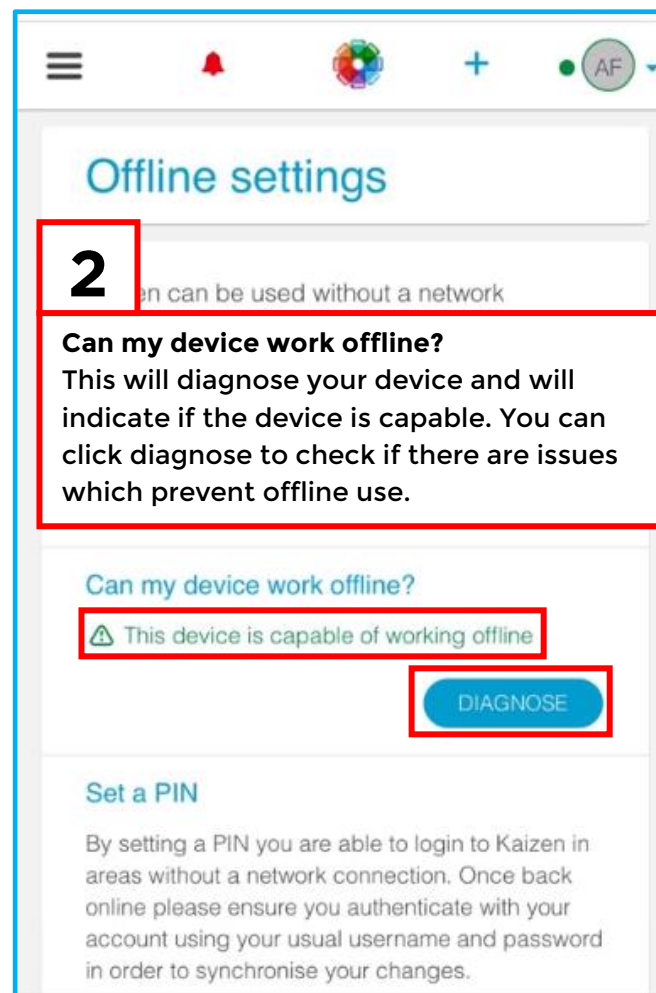 AF
Offline settings
2
en can be used without a network
Can my device work offline?
This will diagnose your device and will
indicate if the device is capable. You can
click diagnose to check if there are issues
which prevent offline use.
Can my device work offline?
This device is capable of working offline
DIAGNOSE
Set a PIN
By setting a PIN you are able to login to Kaizen in
areas without a network connection. Once back
online please ensure you authenticate with your
account using your usual username and password
in order to synchronise your changes.